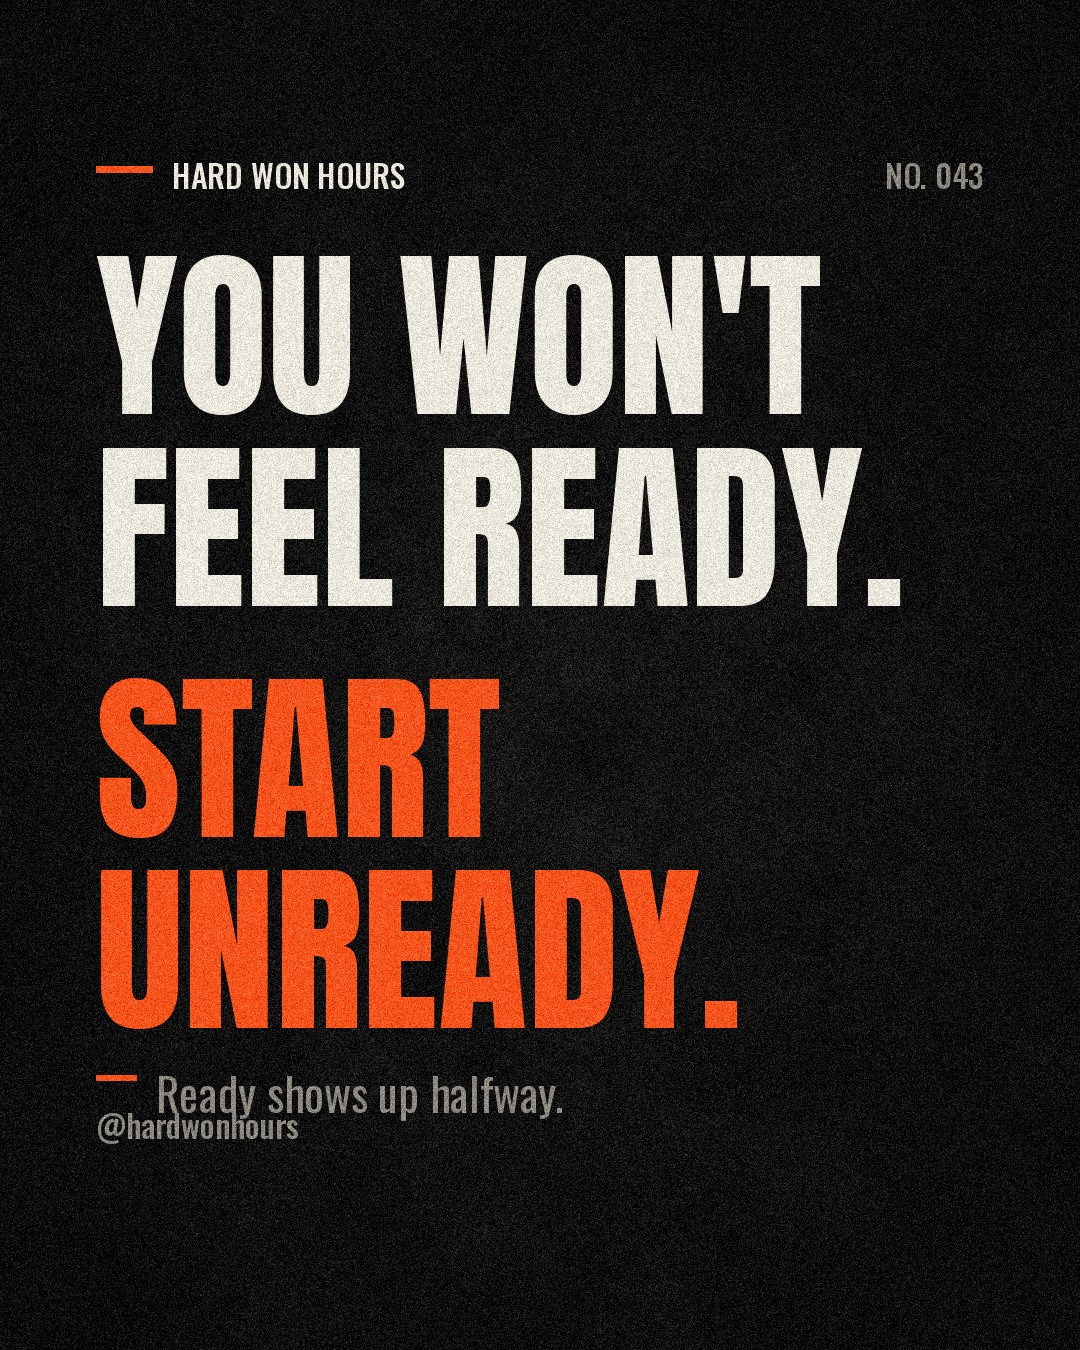 HARD WON HOURS
NO. 043
YOU WON'T
FEEL READY.
START
UNREADY.
Ready shows up halfway.
@hardwonhours